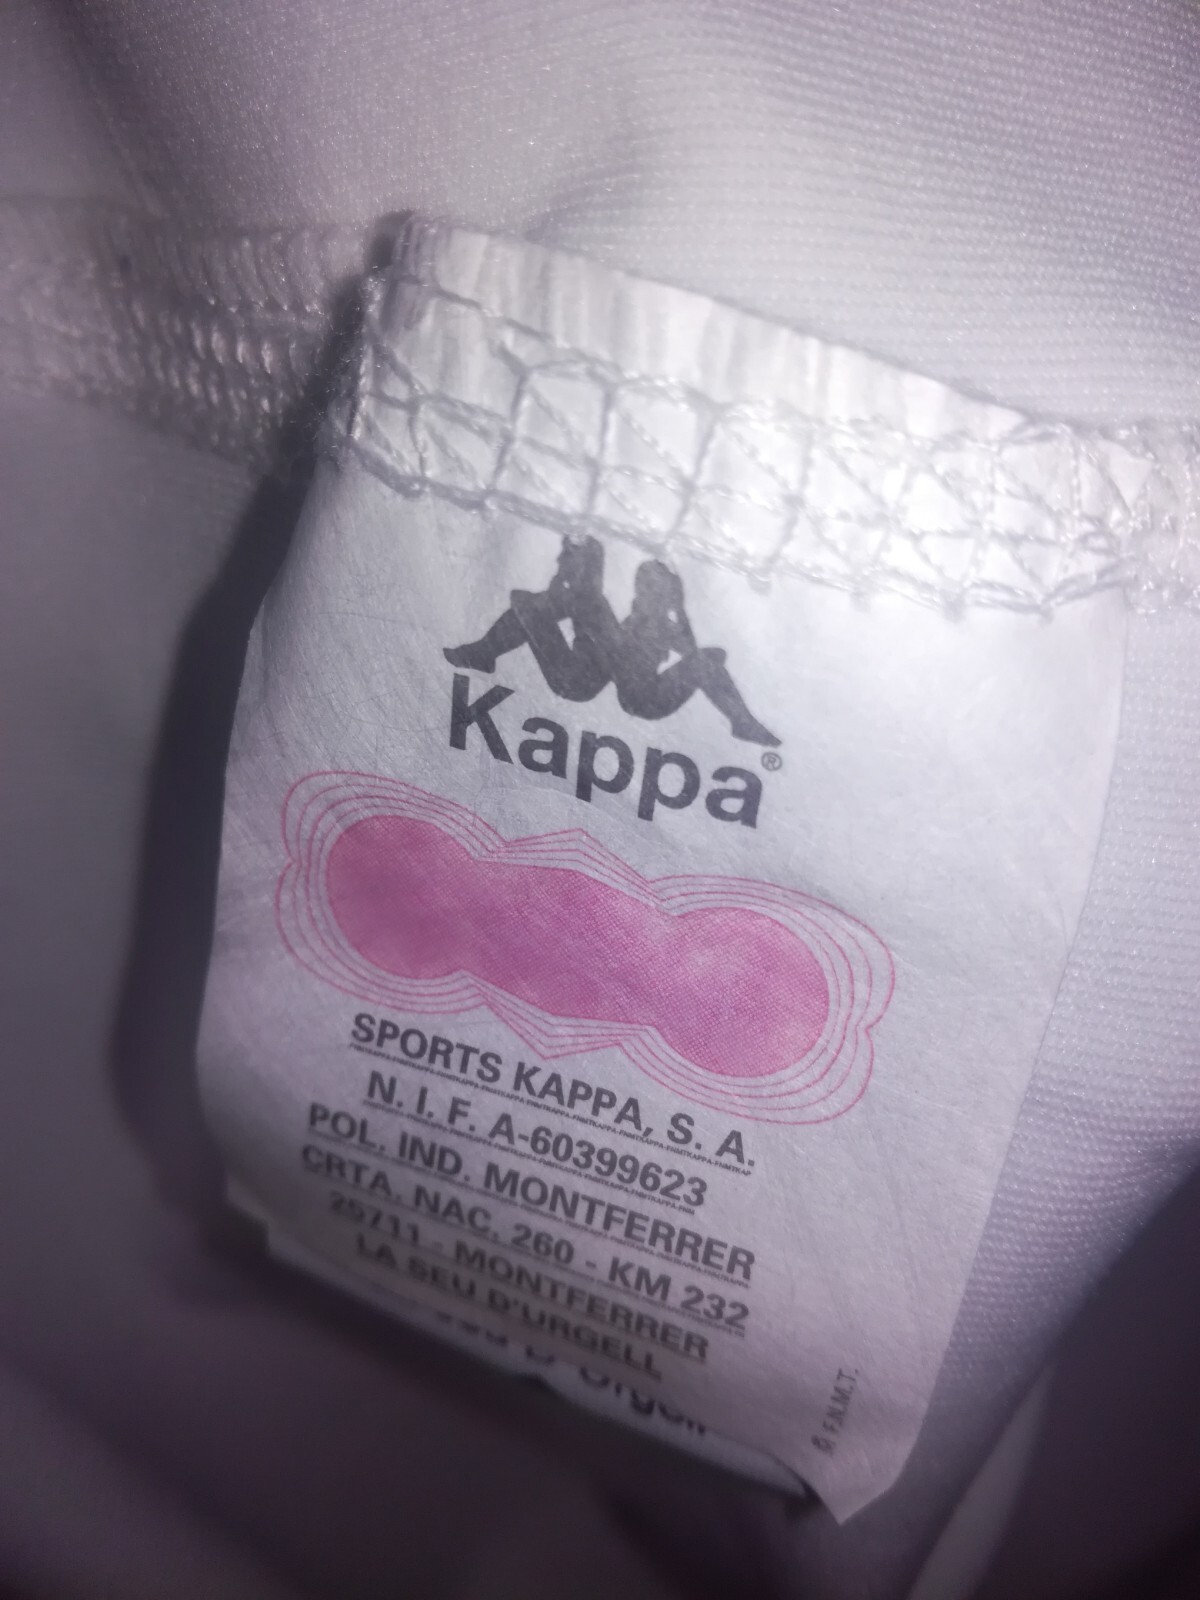 Kappa®
SPORTS KAPPA, S. A.
N. I. F. A-60399623
POL. IND. MONTFERRER
CRTA. NAC. 260 - KM 232
25711 - MONTFERRER
LA SEU D'URGELL
F.N.M.T.